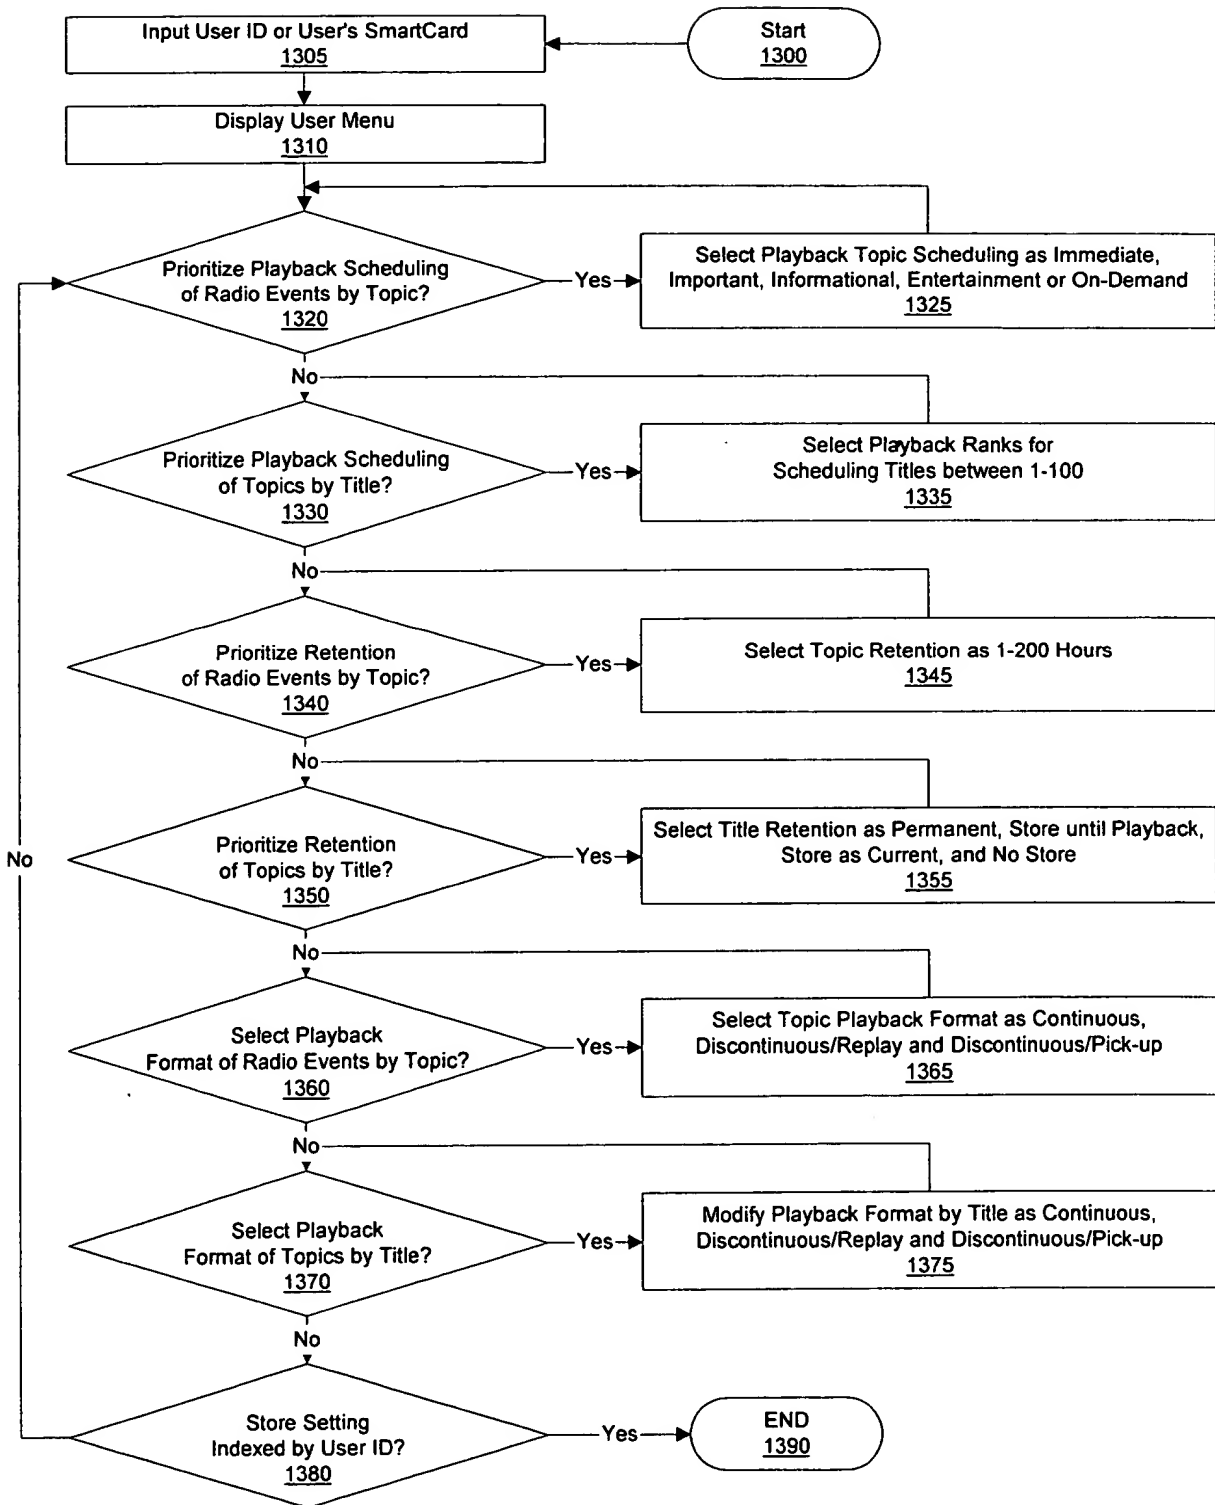 Input User ID or User's SmartCard
1305
Start
1300
Display User Menu
1310
Prioritize Playback Scheduling
of Radio Events by Topic?
1320
Yes
Select Playback Topic Scheduling as Immediate,
Important, Informational, Entertainment or On-Demand
1325
No
Prioritize Playback Scheduling
of Topics by Title?
1330
Yes
Select Playback Ranks for
Scheduling Titles between 1-100
1335
No
Prioritize Retention
of Radio Events by Topic?
1340
Yes
Select Topic Retention as 1-200 Hours
1345
No
Prioritize Retention
of Topics by Title?
1350
Yes
Select Title Retention as Permanent, Store until Playback,
Store as Current, and No Store
1355
No
No
Select Playback
Format of Radio Events by Topic?
1360
Yes
Select Topic Playback Format as Continuous,
Discontinuous/Replay and Discontinuous/Pick-up
1365
No
Select Playback
Format of Topics by Title?
1370
Yes
Modify Playback Format by Title as Continuous,
Discontinuous/Replay and Discontinuous/Pick-up
1375
No
Store Setting
Indexed by User ID?
1380
Yes
END
1390